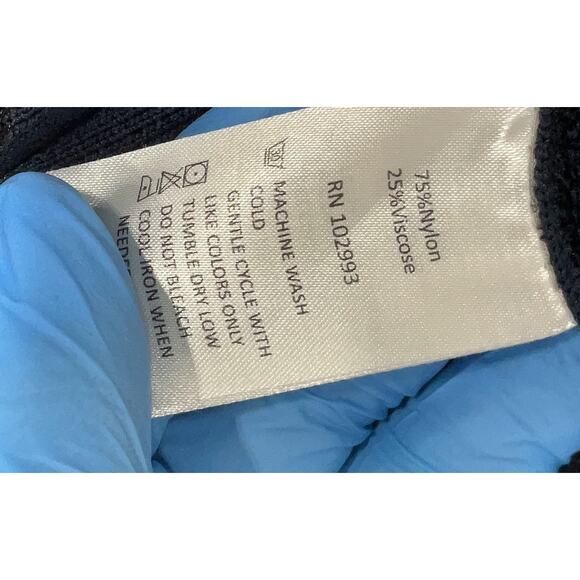 75%Nylon
25%Viscose
RN 102993
MACHINE WASH
COLD
GENTLE CYCLE WITH
LIKE COLORS ONLY
TUMBLE DRY LOW
DO NOT BLEACH
COOL IRON WHEN